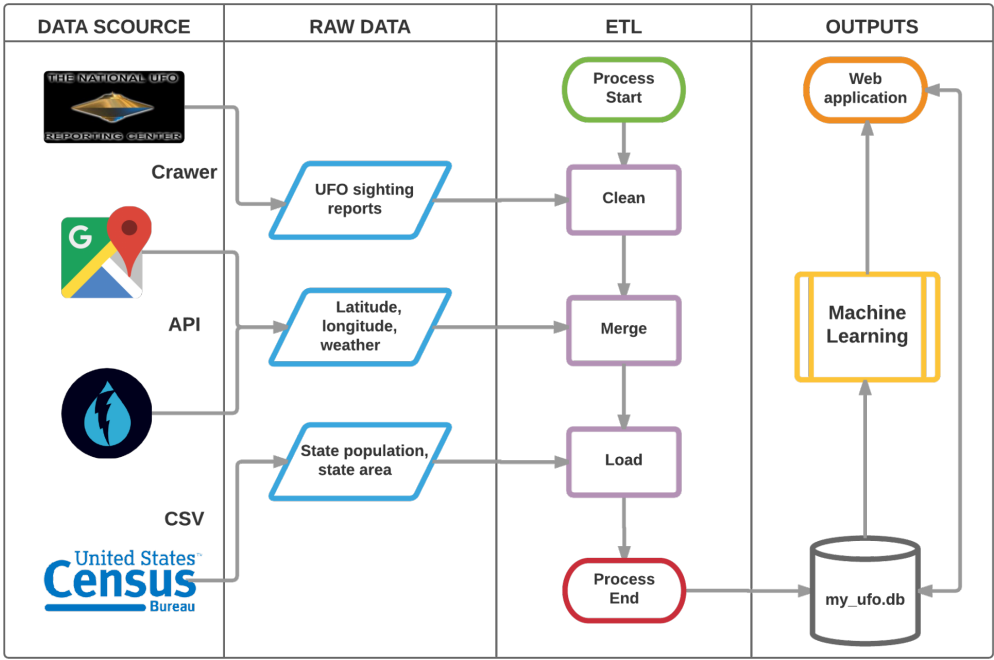 DATA SCOURCE
RAW DATA
ETL
OUTPUTS
THE NATIONAL UFO
REPORTING CENTER
Crawer
G
API
CSV
United States™
Census
Bureau
UFO sighting
reports
Latitude,
longitude,
weather
State population,
state area
Process
Start
Clean
Merge
Load
Process
End
Web
application
Machine
Learning
my_ufo.db